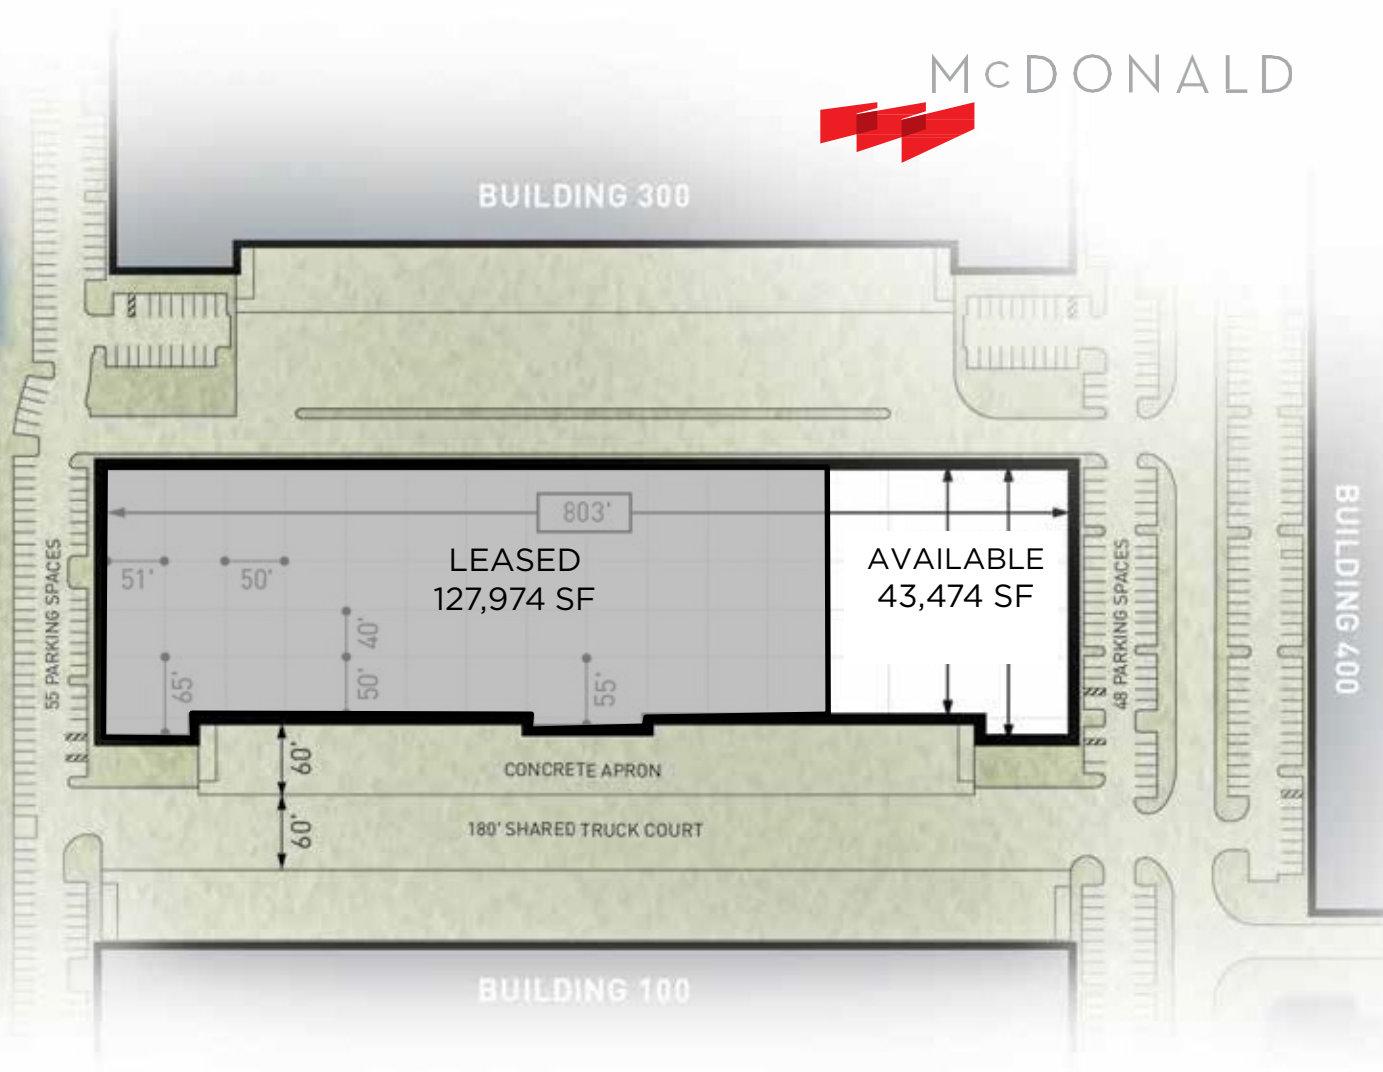 McDONALD
BUILDING 300
803'
51'
50'
LEASED
127,974 SF
AVAILABLE
43,474 SF
40'
50'
65'
55'
55 PARKING SPACES
48 PARKING SPACES
BUILDING 400
60'
CONCRETE APRON
60'
180' SHARED TRUCK COURT
BUILDING 100